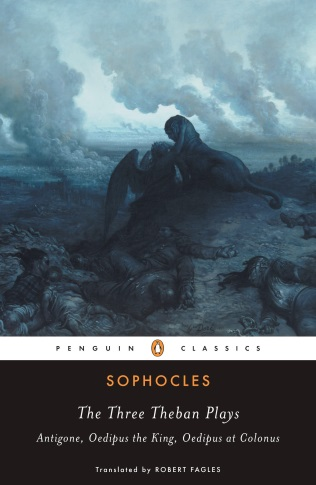 PENGUIN CLASSICS
SOPHOCLES
The Three Theban Plays
Antigone, Oedipus the King, Oedipus at Colonus
Translated by ROBERT FAGLES